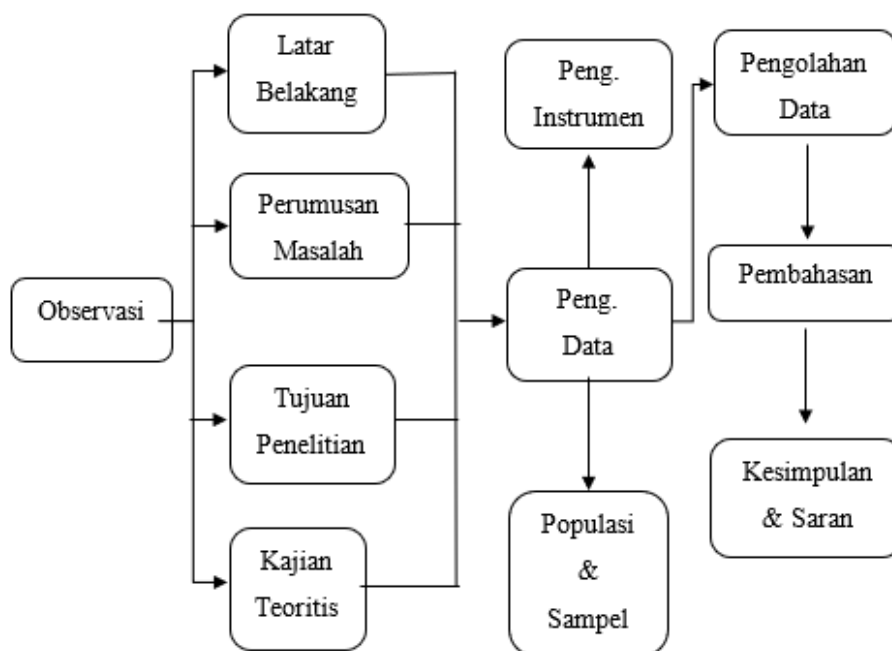 Latar
Belakang
Peng.
Instrumen
Pengolahan
Data
Perumusan
Masalah
Observasi
Peng.
Data
Pembahasan
Tujuan
Penelitian
Kesimpulan
& Saran
Kajian
Teoritis
Populasi
&
Sampel